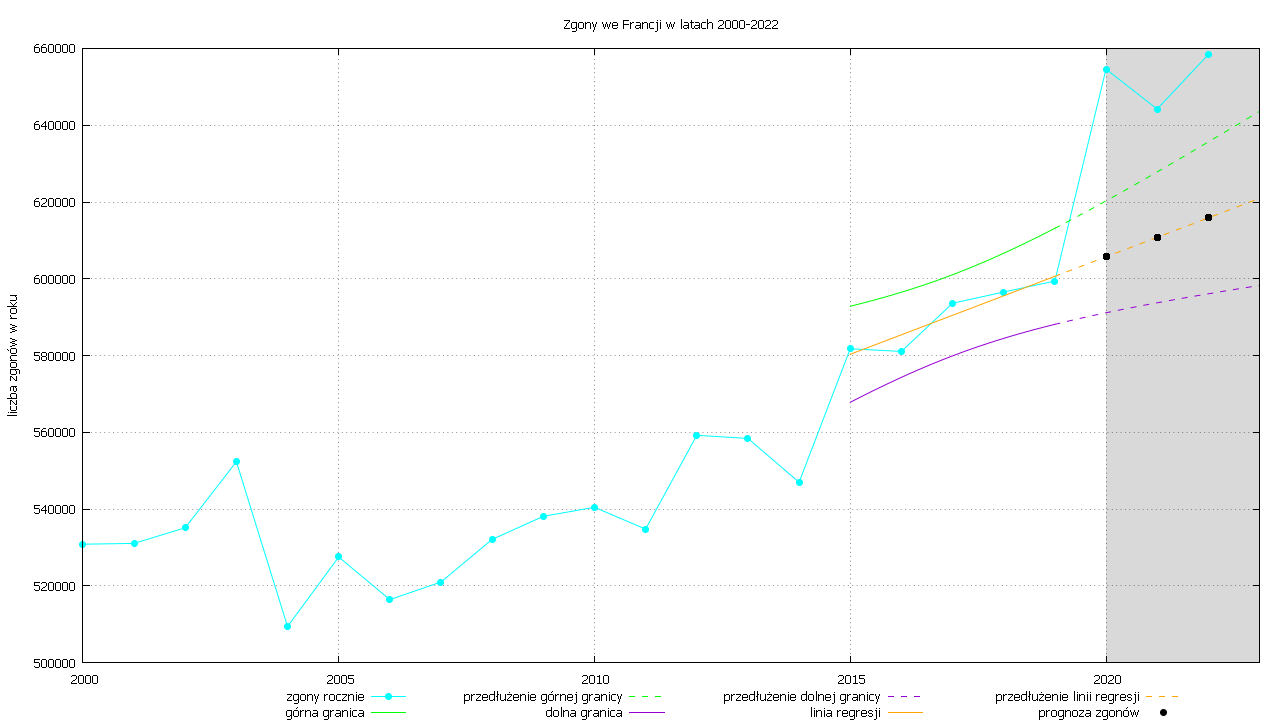 Zgony we Francji w latach 2000-2022
660000
640000
620000
600000
580000
560000
540000
520000
500000
liczba zgonów w roku
2000 2005 2010 2015 2020
zgony rocznie przedłużenie górnej granicy przedłużenie dolnej granicy przedłużenie linii regresji
górna granica dolna granica linia regresji prognoza zgonów